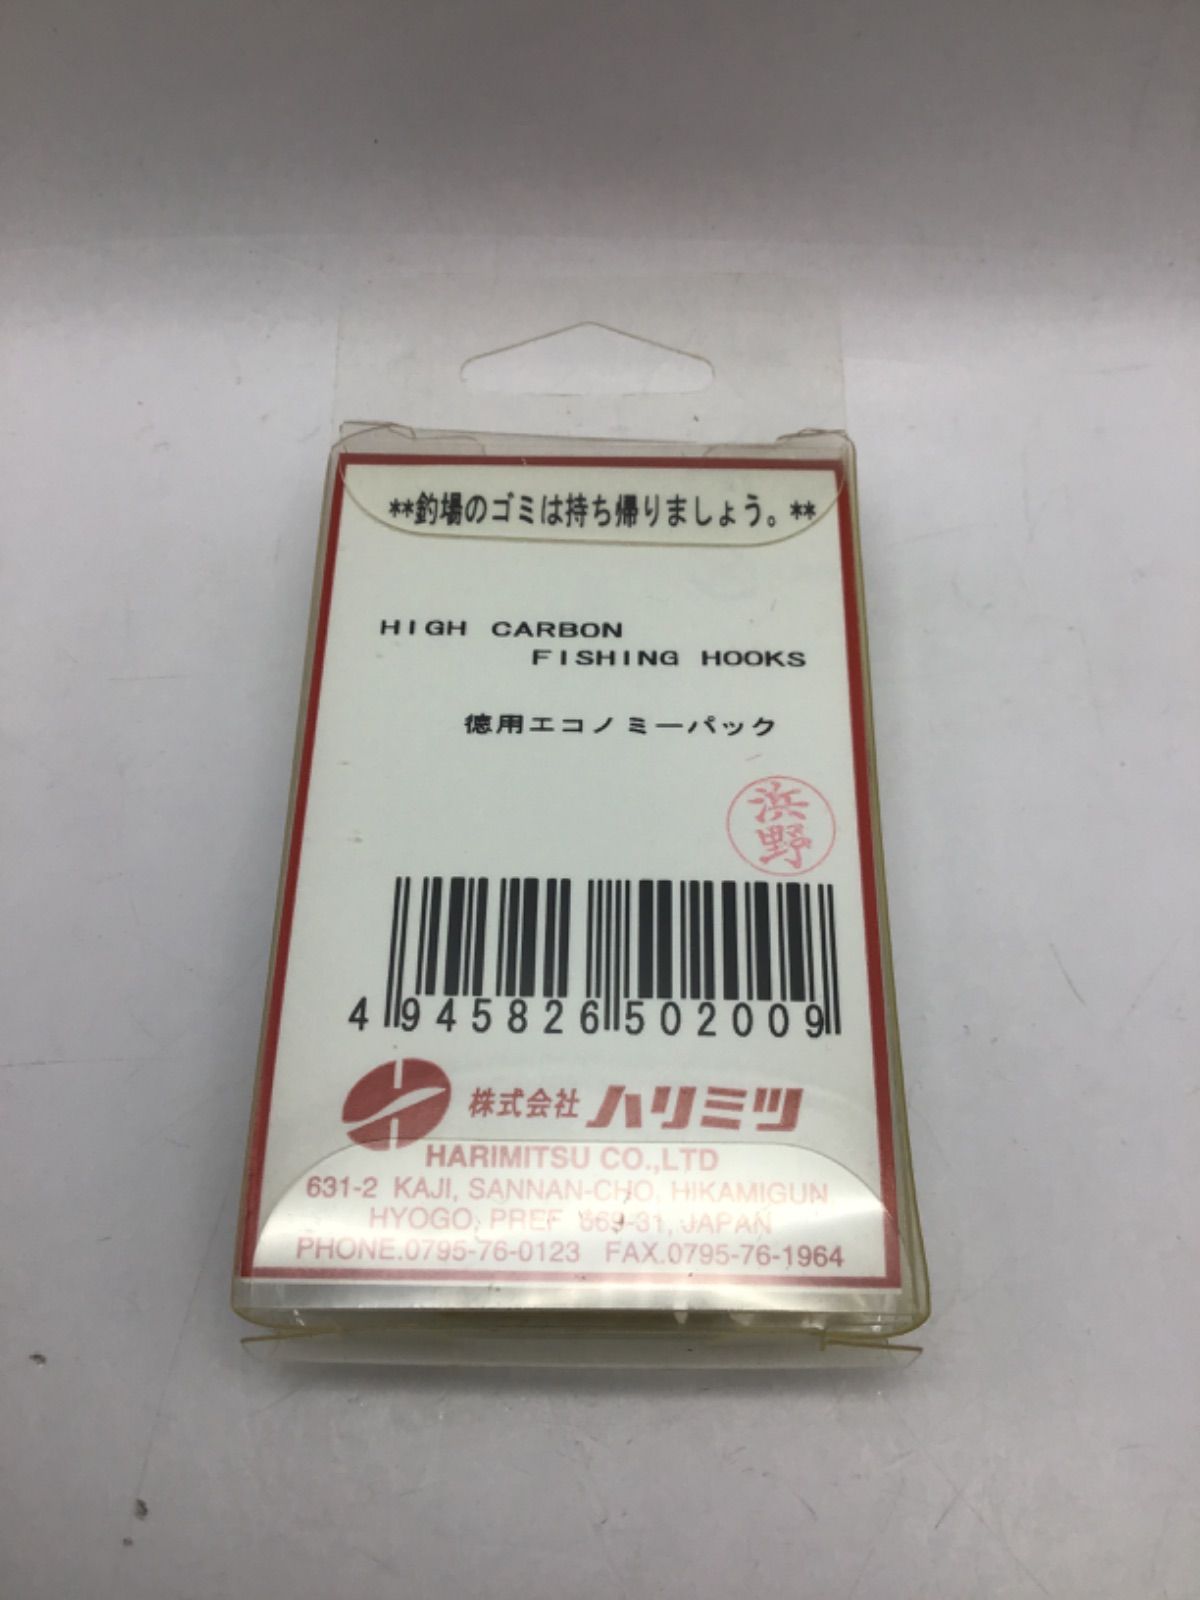 **釣場のゴミは持ち帰りましょう。**
HIGH CARBON
FISHING HOOKS
徳用エコノミーパック
浜野
4945826502009
株式会社 ハリミツ
HARIMITSU CO.,LTD
631-2 KAJI, SANNAN-CHO, HIKAMIGUN
HYOGO, PREF 669-31, JAPAN
PHONE.0795-76-0123 FAX.0795-76-1964